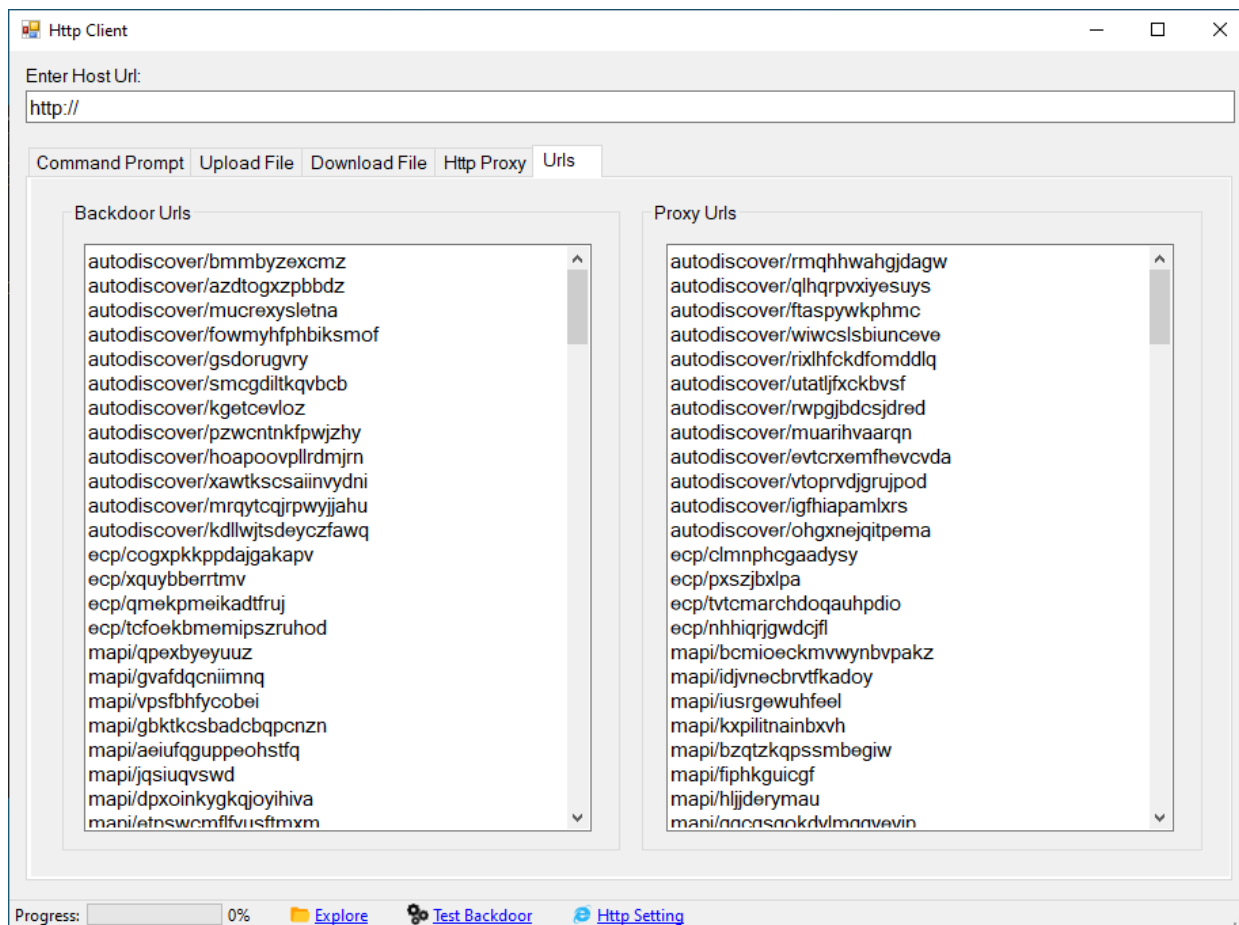 Http Client
Enter Host Url:
http://
Command Prompt Upload File Download File Http Proxy Urls
Backdoor Urls
autodiscover/bmmbyzexcmz
autodiscover/azdtogxzpbbdz
autodiscover/mucrexysletna
autodiscover/fowmyhfphbiksmof
autodiscover/gsdorugvry
autodiscover/smcgdiltkqvbcb
autodiscover/kgetcevloz
autodiscover/pzwcntnkfpwjzhy
autodiscover/hoapoovpllrdmjrn
autodiscover/xawtkscsaiinvydni
autodiscover/mrqytcqjrpwyjjahu
autodiscover/kdllwjtsdeyczfawq
ecp/cogxpkkppdajgakapv
ecp/xquybberrtmv
ecp/qmekpmeikadtfruj
ecp/tcfoekbmemipszruhod
mapi/qpexbyeyuuz
mapi/gvafdqcniimnq
mapi/vpsfbhfycobei
mapi/gbktkcsbadcbqpcnzn
mapi/aeiufqguppeohstfq
mapi/jqsiuqvswd
mapi/dpxoinkygkqjoyihiva
Proxy Urls
autodiscover/rmqhhwahgjdagw
autodiscover/qlhqrpvxiyesuys
autodiscover/ftaspywkphmc
autodiscover/wiwcslsbiunceve
autodiscover/rixlhfckdfomddlq
autodiscover/utatljfxckbvsf
autodiscover/rwpgjbdcsjdred
autodiscover/muarihvaarqn
autodiscover/evtcrxemfhevcvda
autodiscover/vtoprvdjgrujpod
autodiscover/igfhiapamlxrs
autodiscover/ohgxnejqitpema
ecp/clmnphcgaadysy
ecp/pxszjbxlpa
ecp/tvtcmarchdoqauhpdio
ecp/nhhiqrjgwdcjfl
mapi/bcmioeckmvwynbvpakz
mapi/idjvnecbrvtfkadoy
mapi/iusrgewuhfeel
mapi/kxpilitnainbxvh
mapi/bzqtzkqpssmbegiw
mapi/fiphkguicgf
mapi/hljjderymau
Progress: 0% Explore Test Backdoor Http Setting